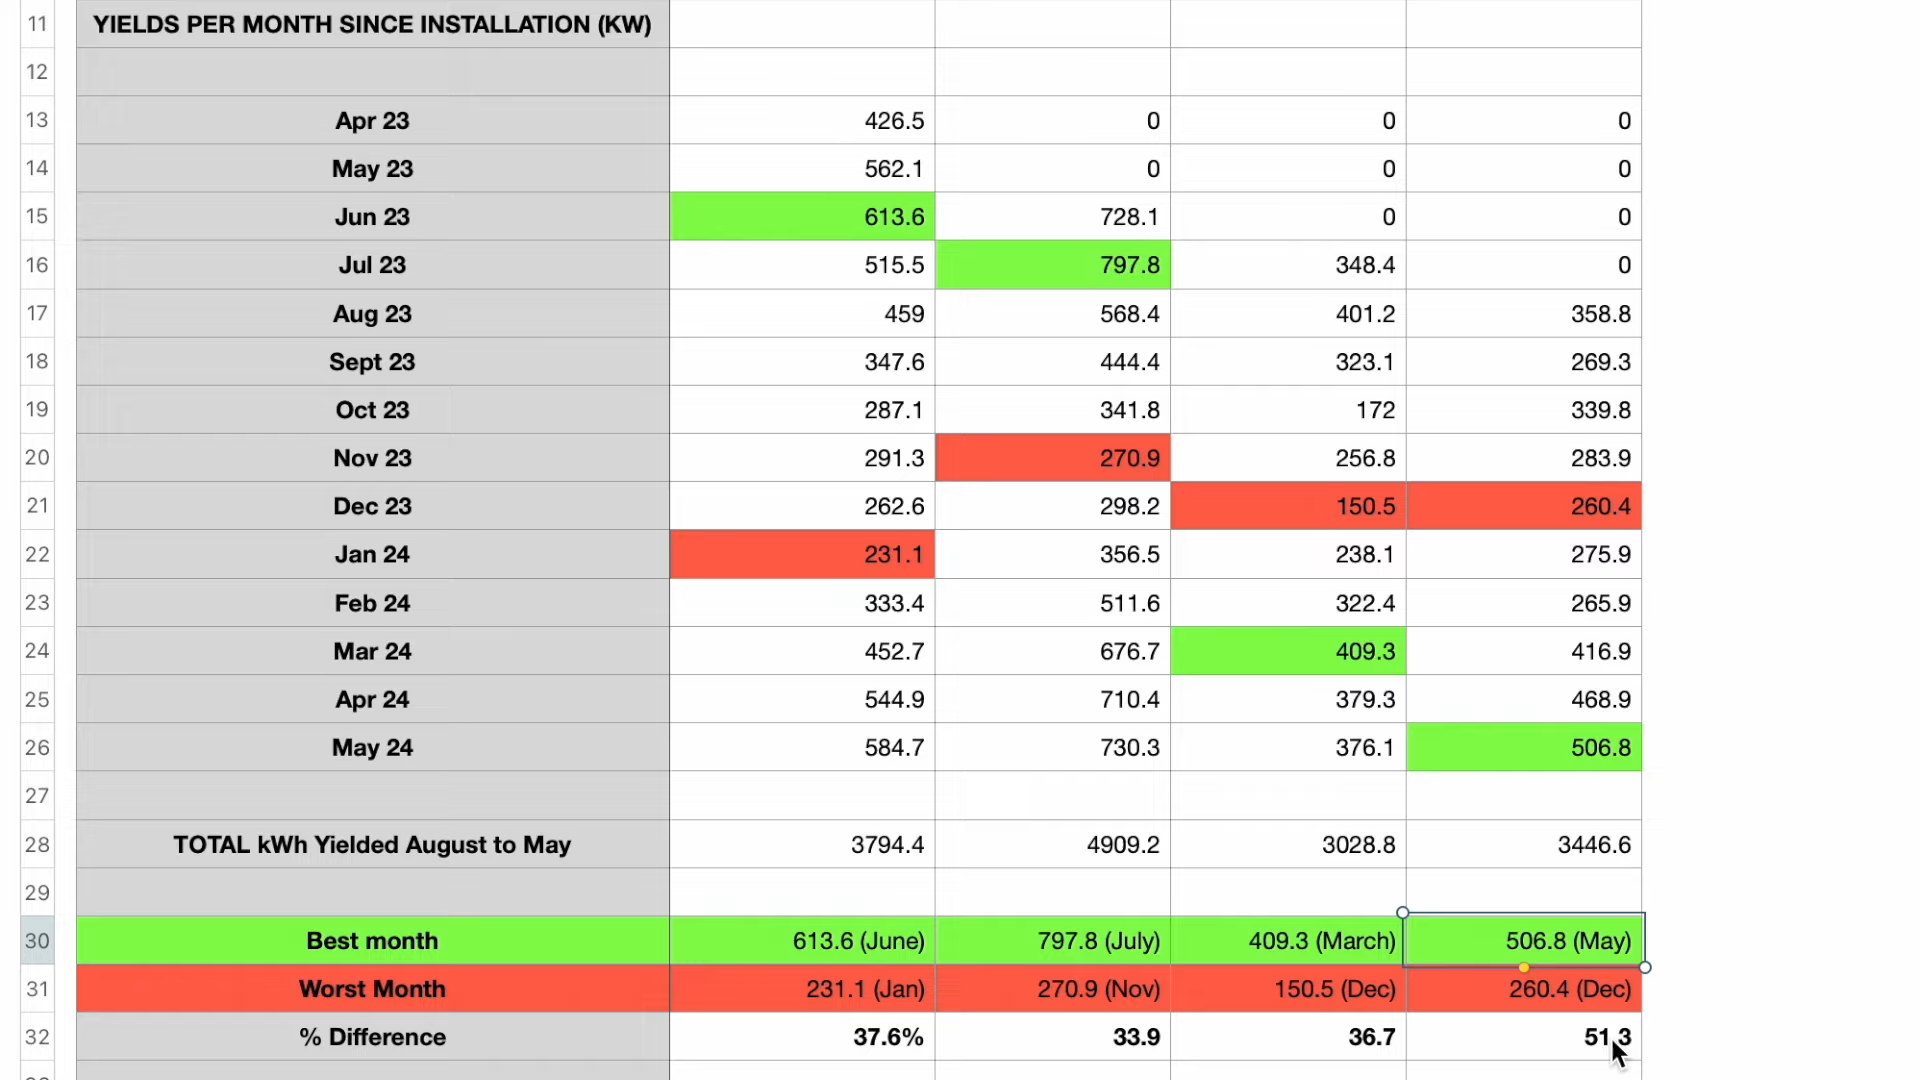 11 YIELDS PER MONTH SINCE INSTALLATION (KW)
12
13 Apr 23 426.5 0 0 0
14 May 23 562.1 0 0 0
15 Jun 23 613.6 728.1 0 0
16 Jul 23 515.5 797.8 348.4 0
17 Aug 23 459 568.4 401.2 358.8
18 Sept 23 347.6 444.4 323.1 269.3
19 Oct 23 287.1 341.8 172 339.8
20 Nov 23 291.3 270.9 256.8 283.9
21 Dec 23 262.6 298.2 150.5 260.4
22 Jan 24 231.1 356.5 238.1 275.9
23 Feb 24 333.4 511.6 322.4 265.9
24 Mar 24 452.7 676.7 409.3 416.9
25 Apr 24 544.9 710.4 379.3 468.9
26 May 24 584.7 730.3 376.1 506.8
27
28 TOTAL kWh Yielded August to May 3794.4 4909.2 3028.8 3446.6
29
30 Best month 613.6 (June) 797.8 (July) 409.3 (March) 506.8 (May)
31 Worst Month 231.1 (Jan) 270.9 (Nov) 150.5 (Dec) 260.4 (Dec)
32 % Difference 37.6% 33.9 36.7 51.3